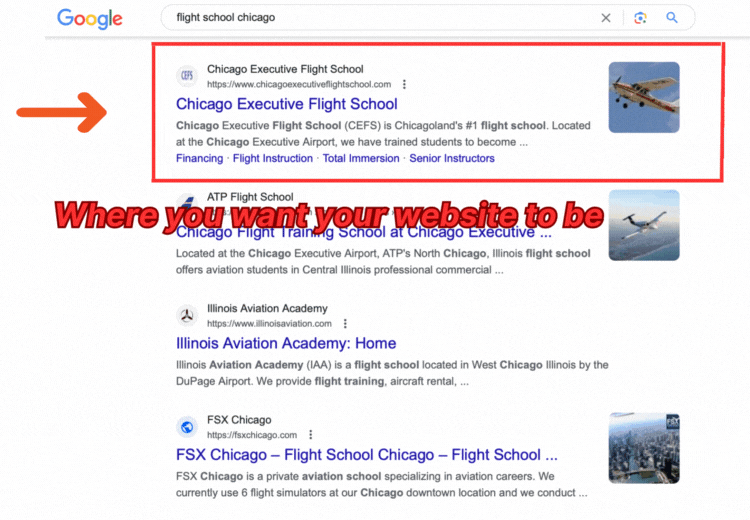 Google
flight school chicago
CEFS
Chicago Executive Flight School
https://www.chicagoexecutiveflightschool.com
Chicago Executive Flight School
Chicago Executive Flight School (CEFS) is Chicagoland's #1 flight school. Located
at the Chicago Executive Airport, we have trained students to become ...
Financing · Flight Instruction · Total Immersion · Senior Instructors
ATP Flight School
Where you want your website to be
Chicago Flight Training School at Chicago Executive ...
Located at the Chicago Executive Airport, ATP's North Chicago, Illinois flight school
offers aviation students in Central Illinois professional commercial ...
Illinois Aviation Academy
https://www.illinoisaviation.com
Illinois Aviation Academy: Home
Illinois Aviation Academy (IAA) is a flight school located in West Chicago Illinois by the
DuPage Airport. We provide flight training, aircraft rental, ...
FSX Chicago
https://fsxchicago.com
FSX Chicago – Flight School Chicago – Flight School ...
FSX
FSX Chicago is a private aviation school specializing in aviation careers. We
currently use 6 flight simulators at our Chicago downtown location and we conduct ...